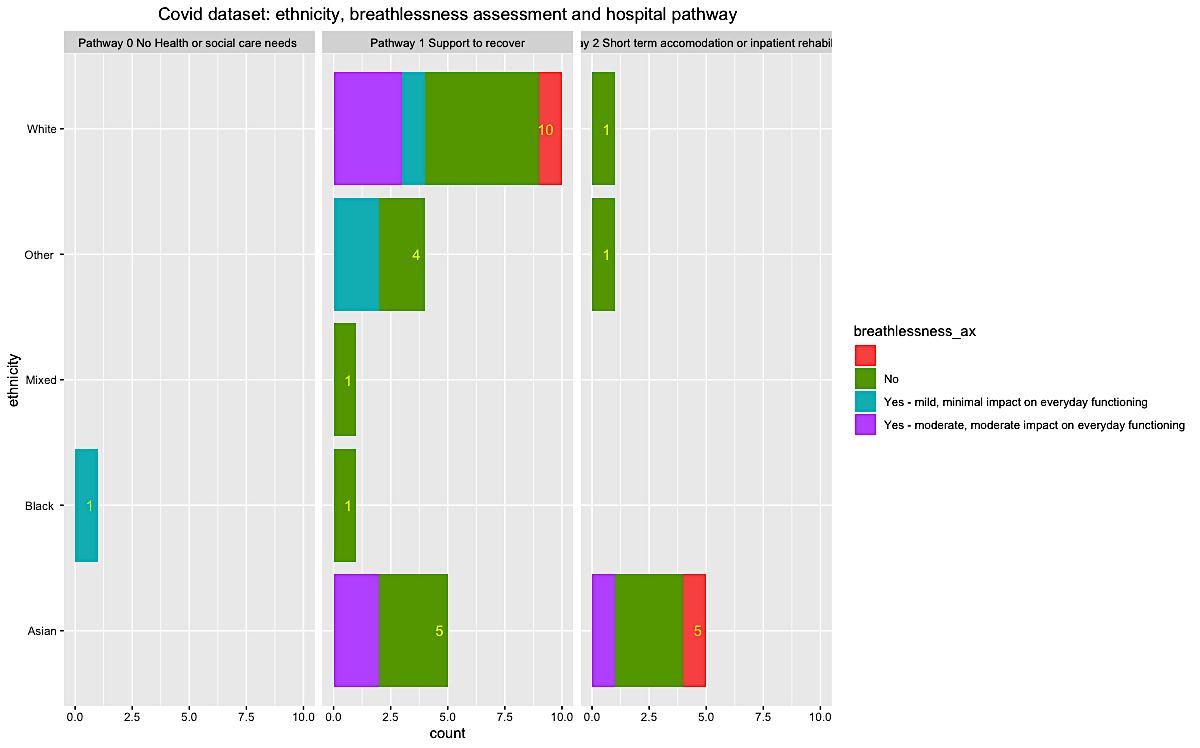 Covid dataset: ethnicity, breathlessness assessment and hospital pathway
Pathway 0 No Health or social care needs
Pathway 1 Support to recover
2 Short term accomodation or inpatient
ethnicity
White
10
1
Other
4
1
Mixed
1
Black
1
1
Asian
5
5
0.0 2.5 5.0 7.5 10.0
0.0 2.5 5.0 7.5 10.0
0.0 2.5 5.0 7.5 10.0
count
breathlessness_ax
No
Yes - mild, minimal impact on everyday functioning
Yes - moderate, moderate impact on everyday functioning